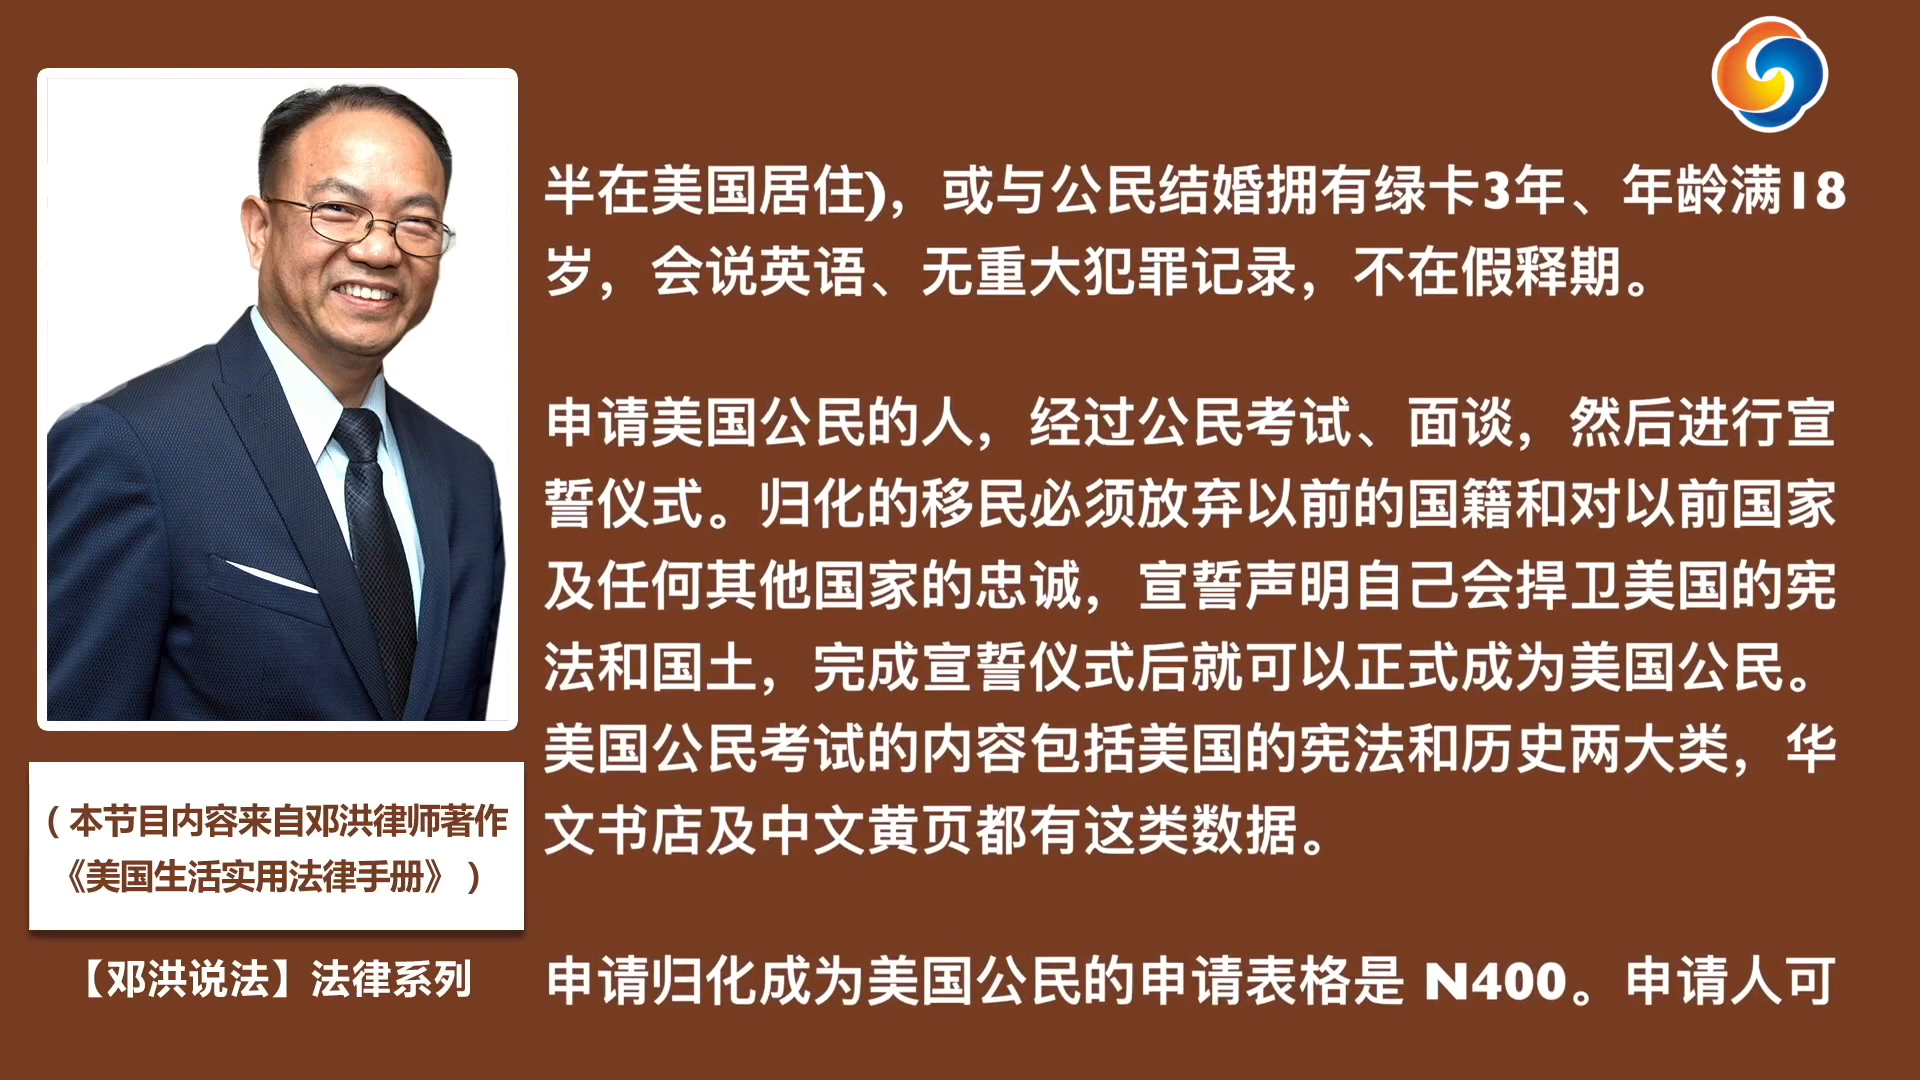 半在美国居住)，或与公民结婚拥有绿卡3年、年龄满18
岁，会说英语、无重大犯罪记录，不在假释期。
申请美国公民的人，经过公民考试、面谈，然后进行宣
誓仪式。归化的移民必须放弃以前的国籍和对以前国家
及任何其他国家的忠诚，宣誓声明自己会捍卫美国的宪
法和国土，完成宣誓仪式后就可以正式成为美国公民。
美国公民考试的内容包括美国的宪法和历史两大类，华
文书店及中文黄页都有这类数据。
申请归化成为美国公民的申请表格是 N400。申请人可
（本节目内容来自邓洪律师著作
《美国生活实用法律手册》）
【邓洪说法】法律系列